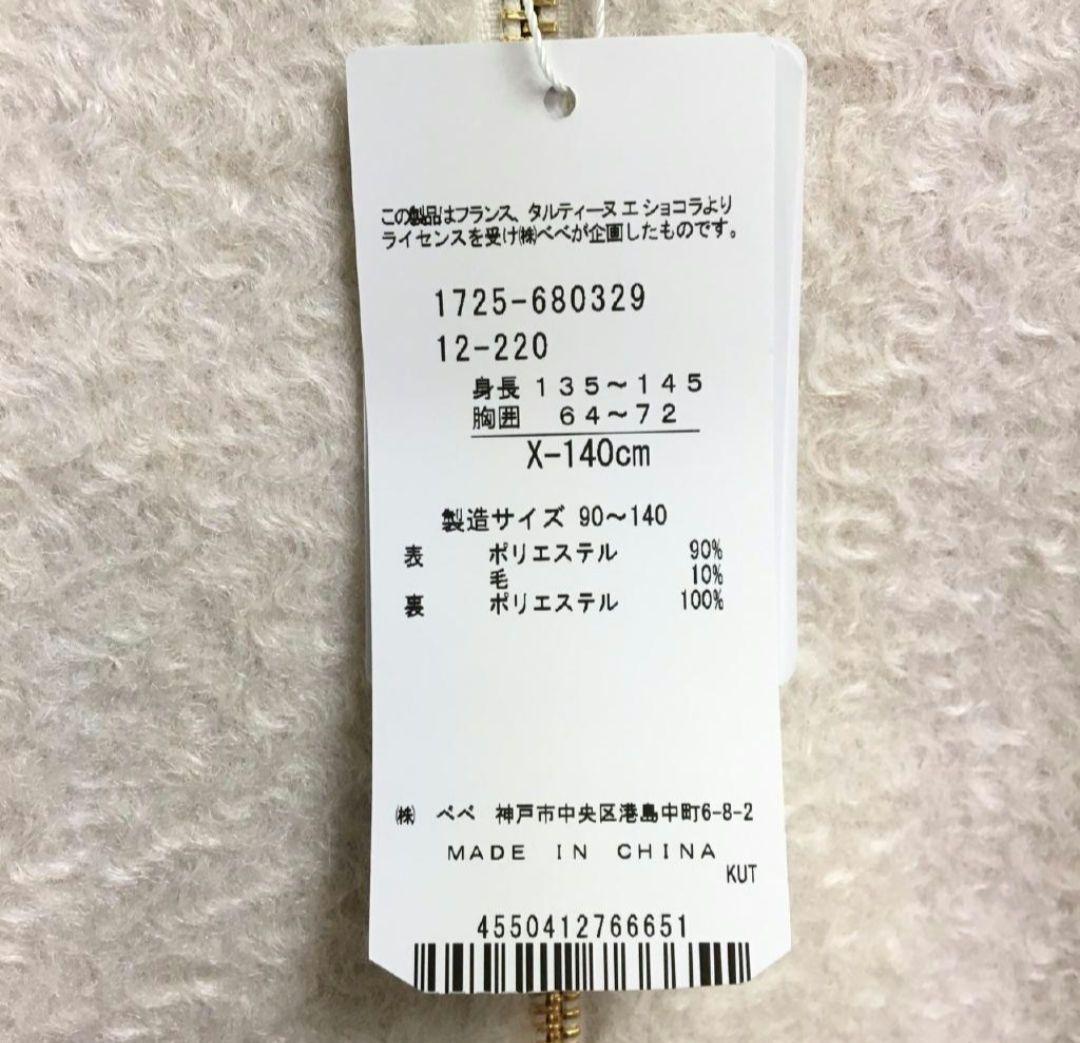 この製品はフランス、タルティーヌ エ ショコラより
ライセンスを受け㈱べべが企画したものです。
1725-680329
12-220
身長 135～145
胸囲 64～72
X-140cm
製造サイズ 90～140
表 ポリエステル 90%
毛 10%
裏 ポリエステル 100%
㈱ べべ 神戸市中央区港島中町6-8-2
MADE IN CHINA
KUT
4550412766651